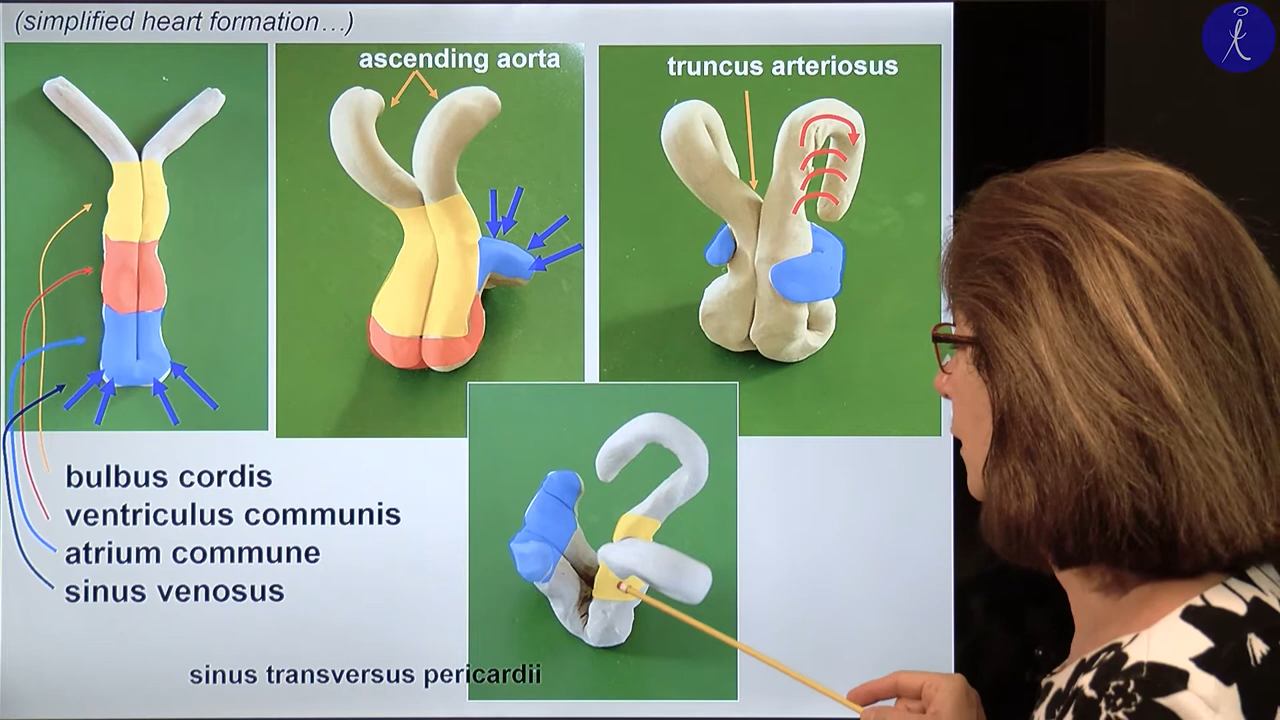 (simplified heart formation…)
ascending aorta
truncus arteriosus
bulbus cordis
ventriculus communis
atrium commune
sinus venosus
sinus transversus pericardii